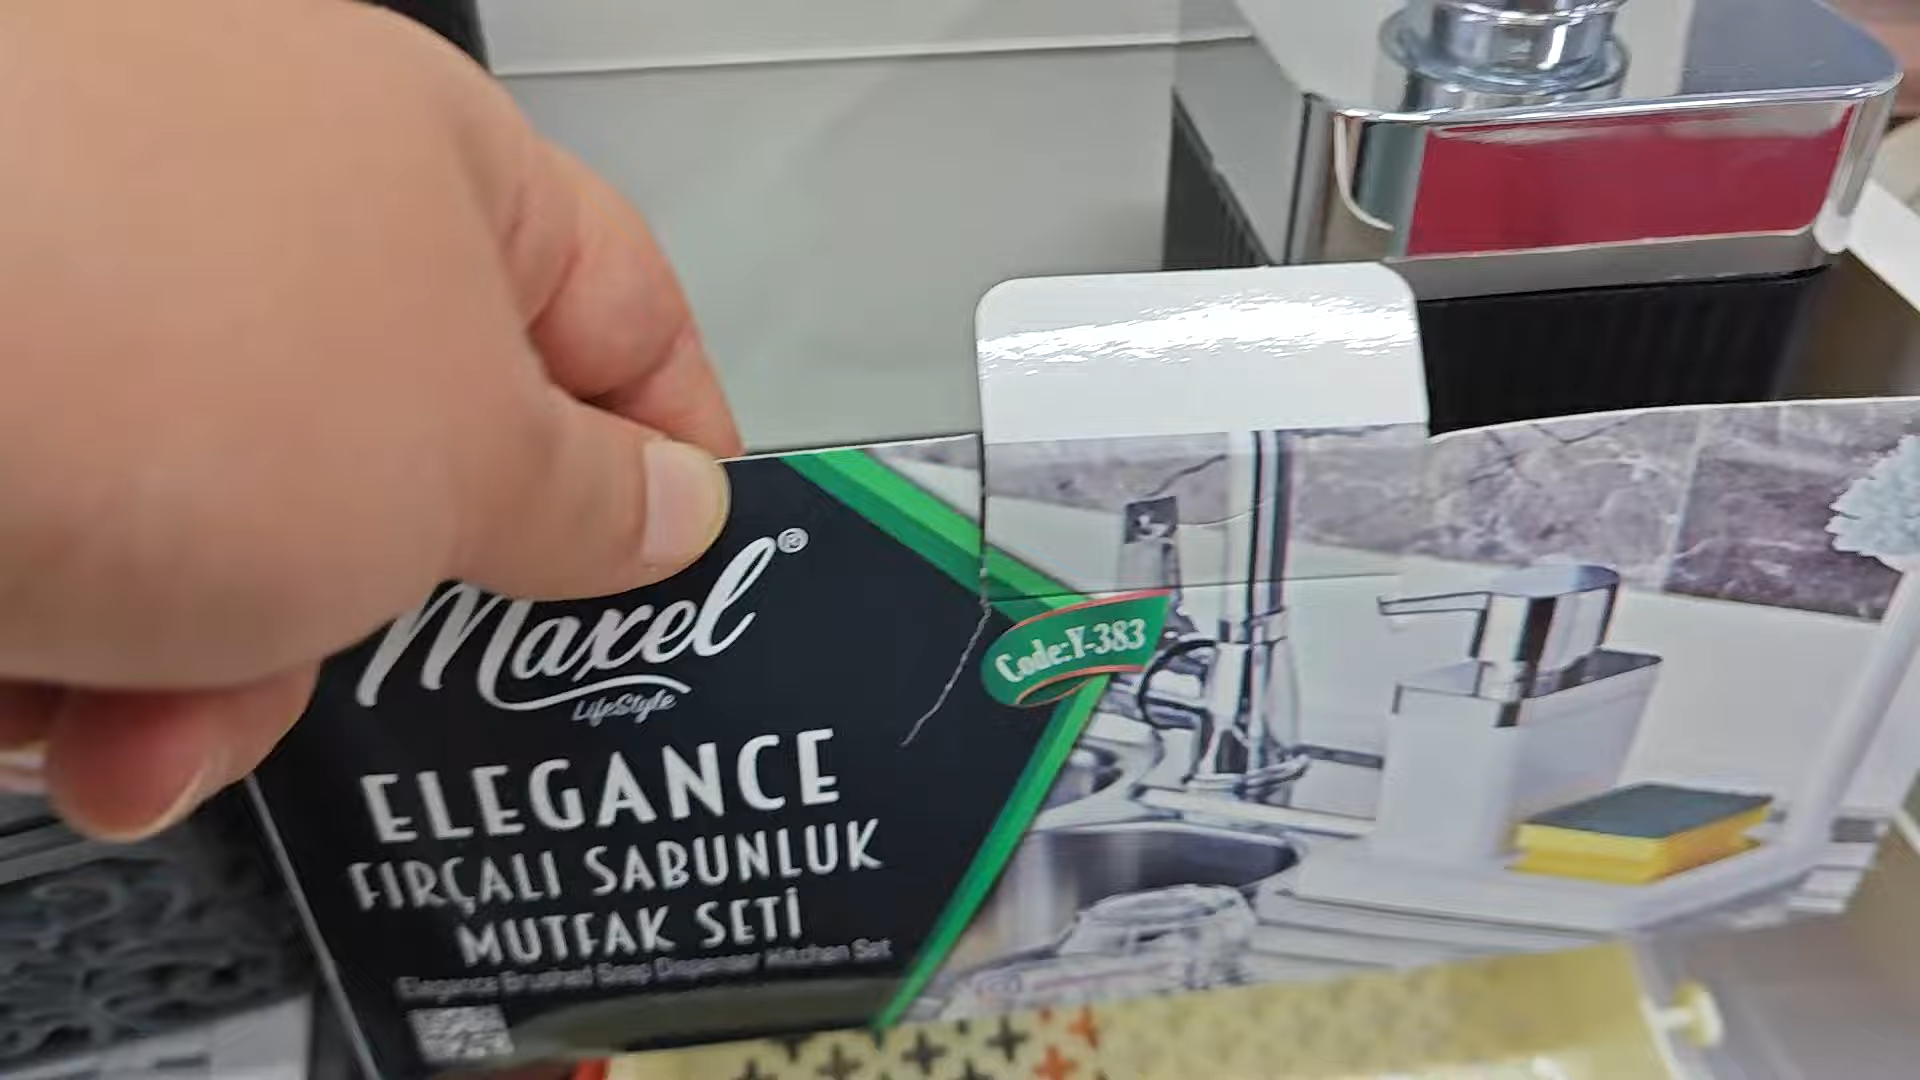 Maxel®
LifeStyle
Code:Y-383
ELEGANCE
FIRÇALI SABUNLUK
MUTFAK SETİ
Elegance Brushed Soap Dispenser Kitchen Set